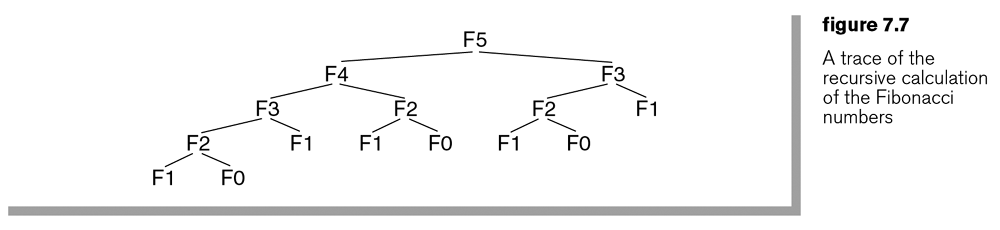 F5
F4 F3
F3 F2 F2 F1
F2 F1 F1 F0 F1 F0
F1 F0
figure 7.7
A trace of the
recursive calculation
of the Fibonacci
numbers